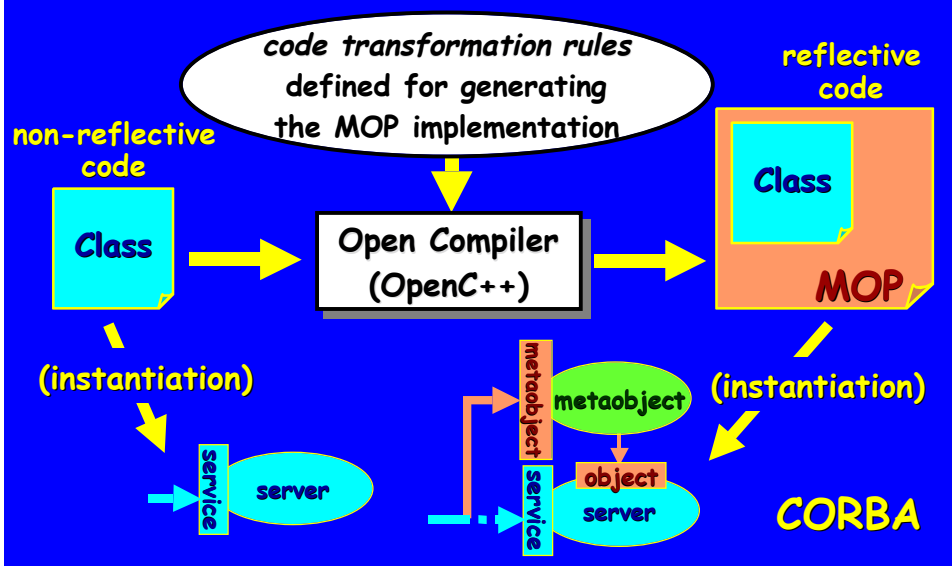 code transformation rules
defined for generating
the MOP implementation
reflective
code
non-reflective
code
Class
Open Compiler
(OpenC++)
Class
MOP
(instantiation)
(instantiation)
metaobject
metaobject
service
server
service
object
server
CORBA